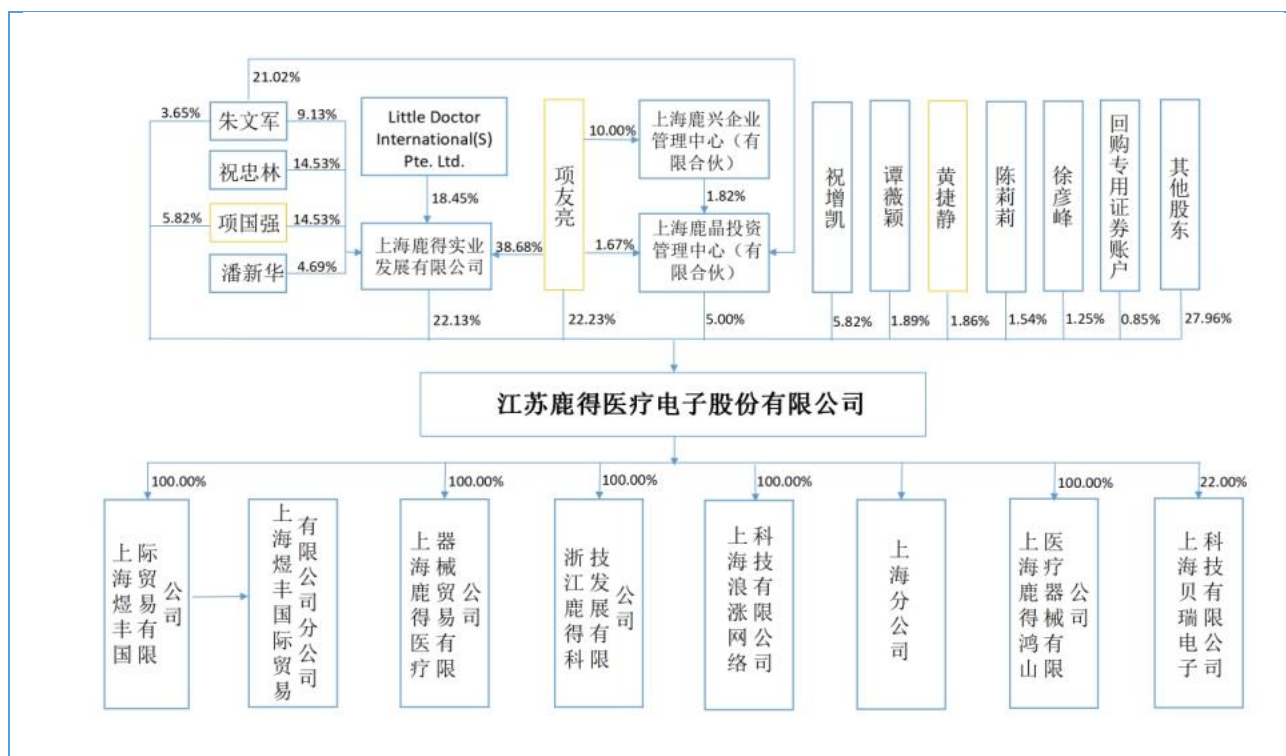 21.02%
3.65%
朱文军
9.13%
祝忠林
14.53%
5.82%
项国强
14.53%
潘新华
4.69%
Little Doctor
International(S)
Pte. Ltd.
18.45%
上海鹿得实业
发展有限公司
38.68%
22.13%
项友亮
10.00%
1.67%
22.23%
上海鹿兴企业
管理中心（有
限合伙）
1.82%
上海鹿晶投资
管理中心（有
限合伙）
5.00%
祝增凯
5.82%
谭薇颖
1.89%
黄捷静
1.86%
陈莉莉
1.54%
徐彦峰
1.25%
回购专用证券账户
0.85%
其他股东
27.96%
江苏鹿得医疗电子股份有限公司
100.00%
上海煜丰国
际贸易有限
公司
上海煜丰国际贸易
有限公司分公司
100.00%
上海鹿得医疗
器械贸易有限
公司
100.00%
浙江鹿得科
技发展有限
公司
100.00%
上海浪涨网络
科技有限公司
上海分公司
100.00%
上海鹿得鸿山
医疗器械有限
公司
22.00%
上海贝瑞电子
科技有限公司